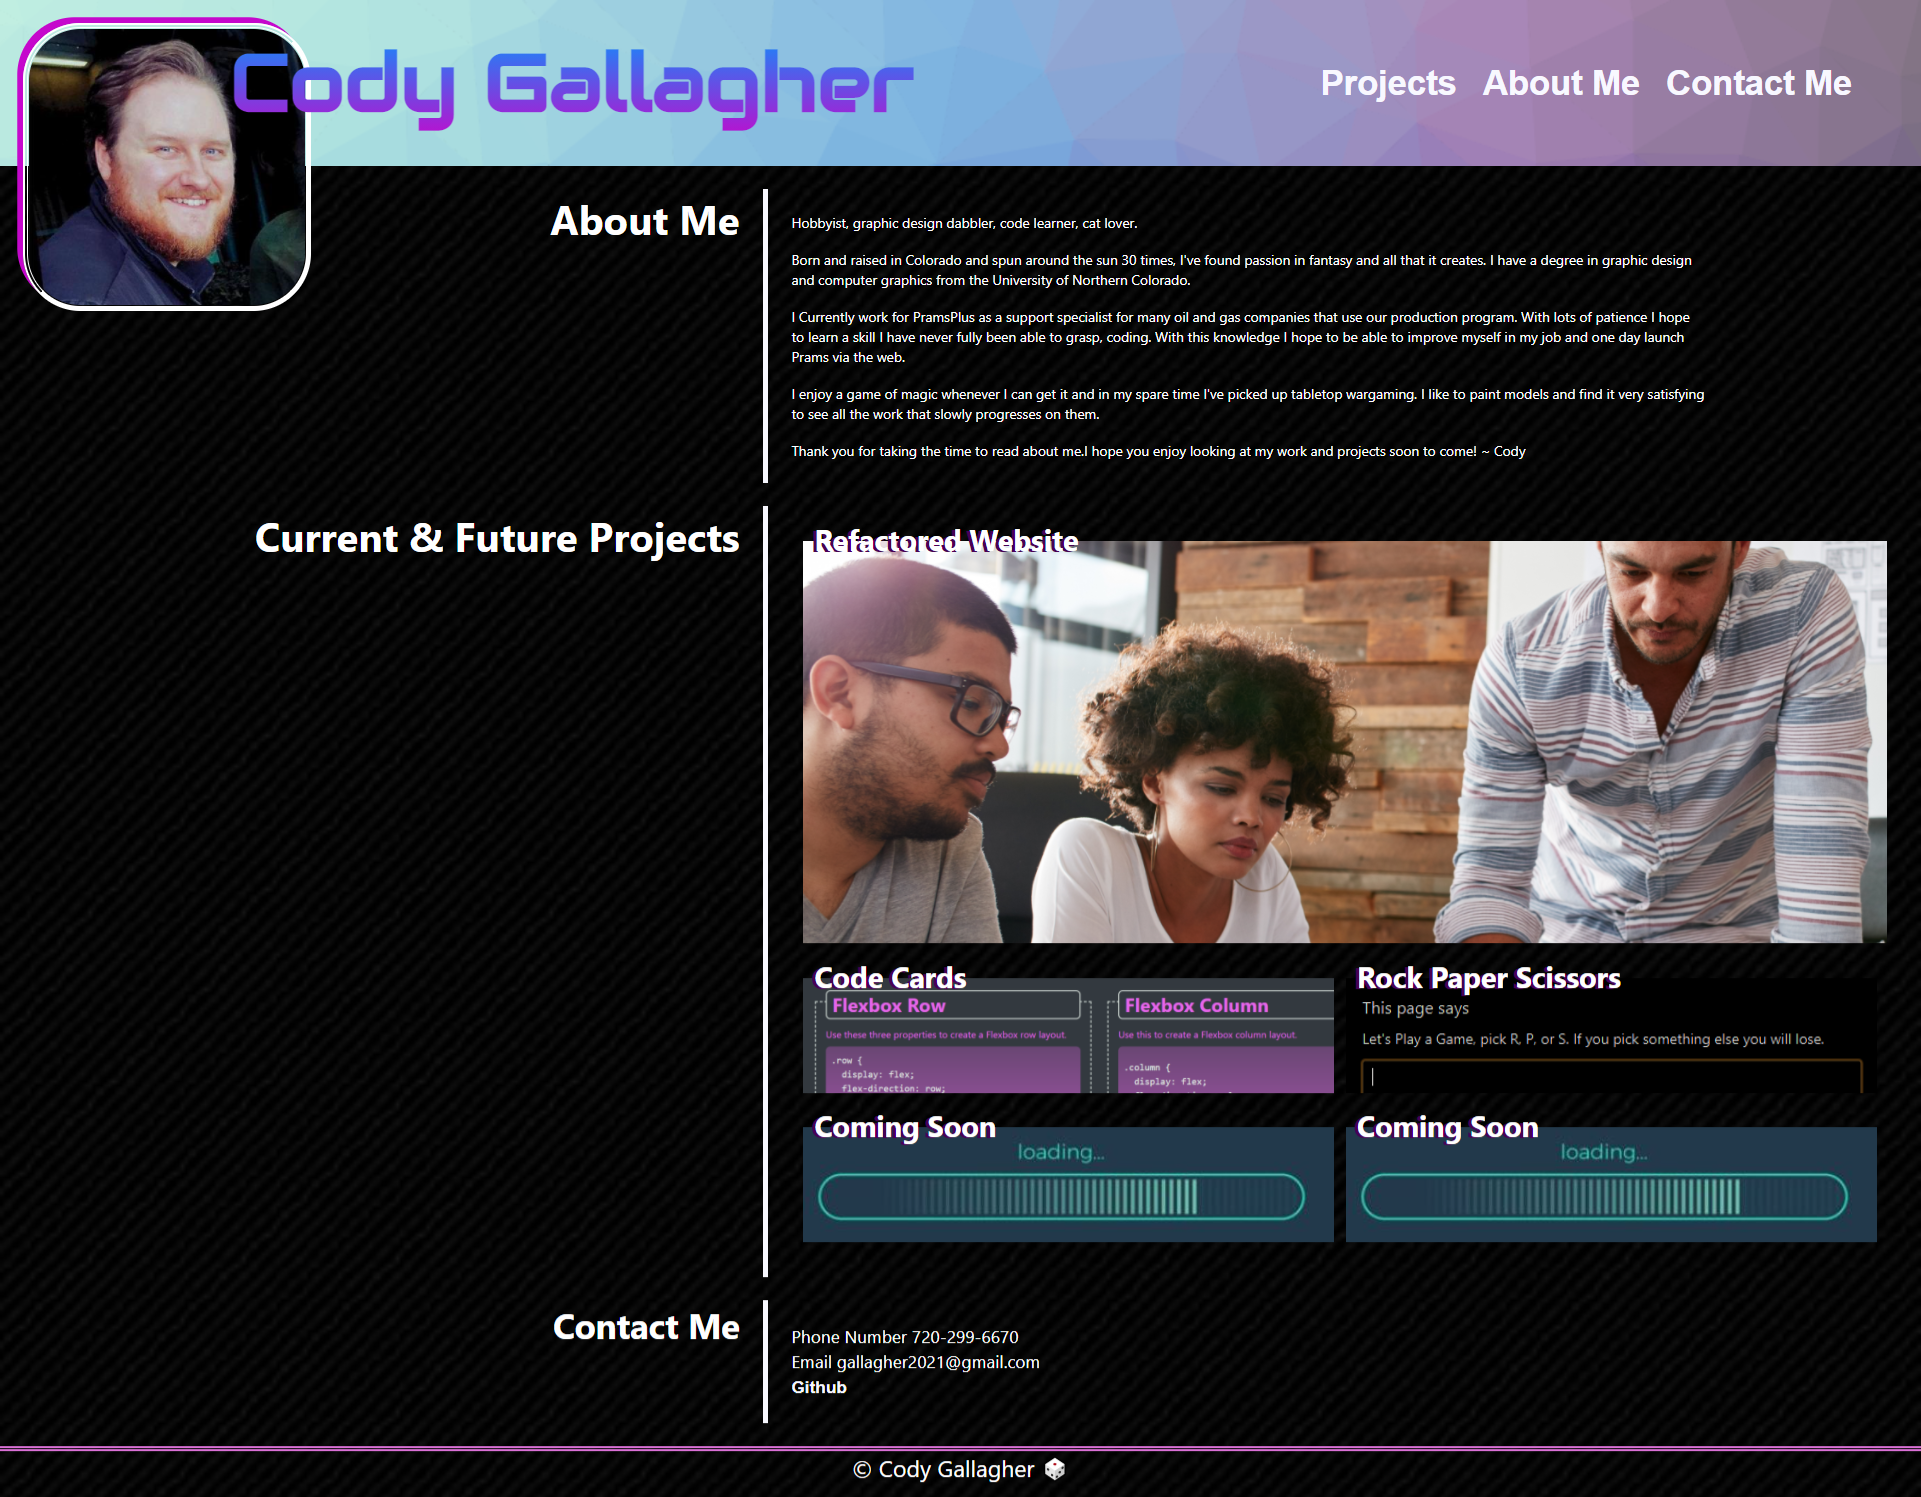 Cody Gallagher
Projects About Me Contact Me
About Me
Hobbyist, graphic design dabbler, code learner, cat lover.
Born and raised in Colorado and spun around the sun 30 times, I've found passion in fantasy and all that it creates. I have a degree in graphic design
and computer graphics from the University of Northern Colorado.
I Currently work for PramsPlus as a support specialist for many oil and gas companies that use our production program. With lots of patience I hope
to learn a skill I have never fully been able to grasp, coding. With this knowledge I hope to be able to improve myself in my job and one day launch
Prams via the web.
I enjoy a game of magic whenever I can get it and in my spare time I've picked up tabletop wargaming. I like to paint models and find it very satisfying
to see all the work that slowly progresses on them.
Thank you for taking the time to read about me.I hope you enjoy looking at my work and projects soon to come! ~ Cody
Current & Future Projects
Refactored Website
Code Cards
Flexbox Row
Use these three properties to create a Flexbox row layout.
.row {
display: flex;
flex-direction: row;
Flexbox Column
Use this to create a Flexbox column layout.
.column {
display: flex;
Rock Paper Scissors
This page says
Let's Play a Game, pick R, P, or S. If you pick something else you will lose.
Coming Soon
loading...
Coming Soon
loading...
Contact Me
Phone Number 720-299-6670
Email gallagher2021@gmail.com
Github
© Cody Gallagher 🎲